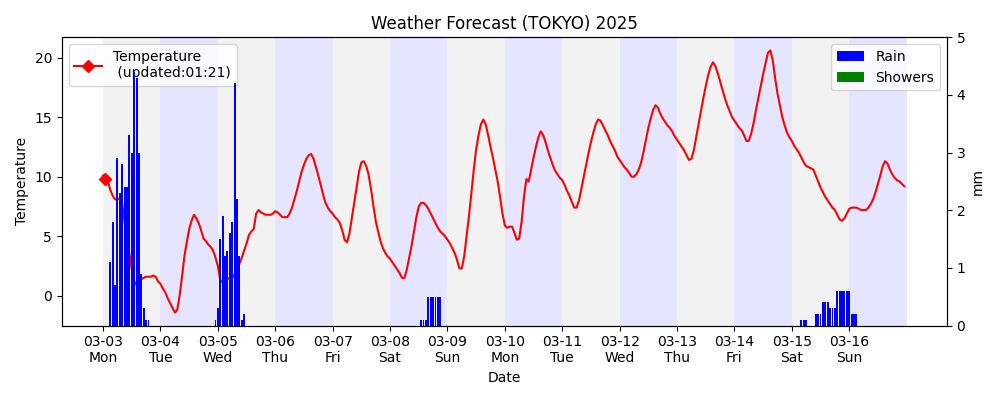 Weather Forecast (TOKYO) 2025
Temperature
(updated:01:21)
Rain
Showers
Temperature
20
15
10
5
0
5
4
3
2
1
0
mm
03-03 03-04 03-05 03-06 03-07 03-08 03-09 03-10 03-11 03-12 03-13 03-14 03-15 03-16
Mon Tue Wed Thu Fri Sat Sun Mon Tue Wed Thu Fri Sat Sun
Date